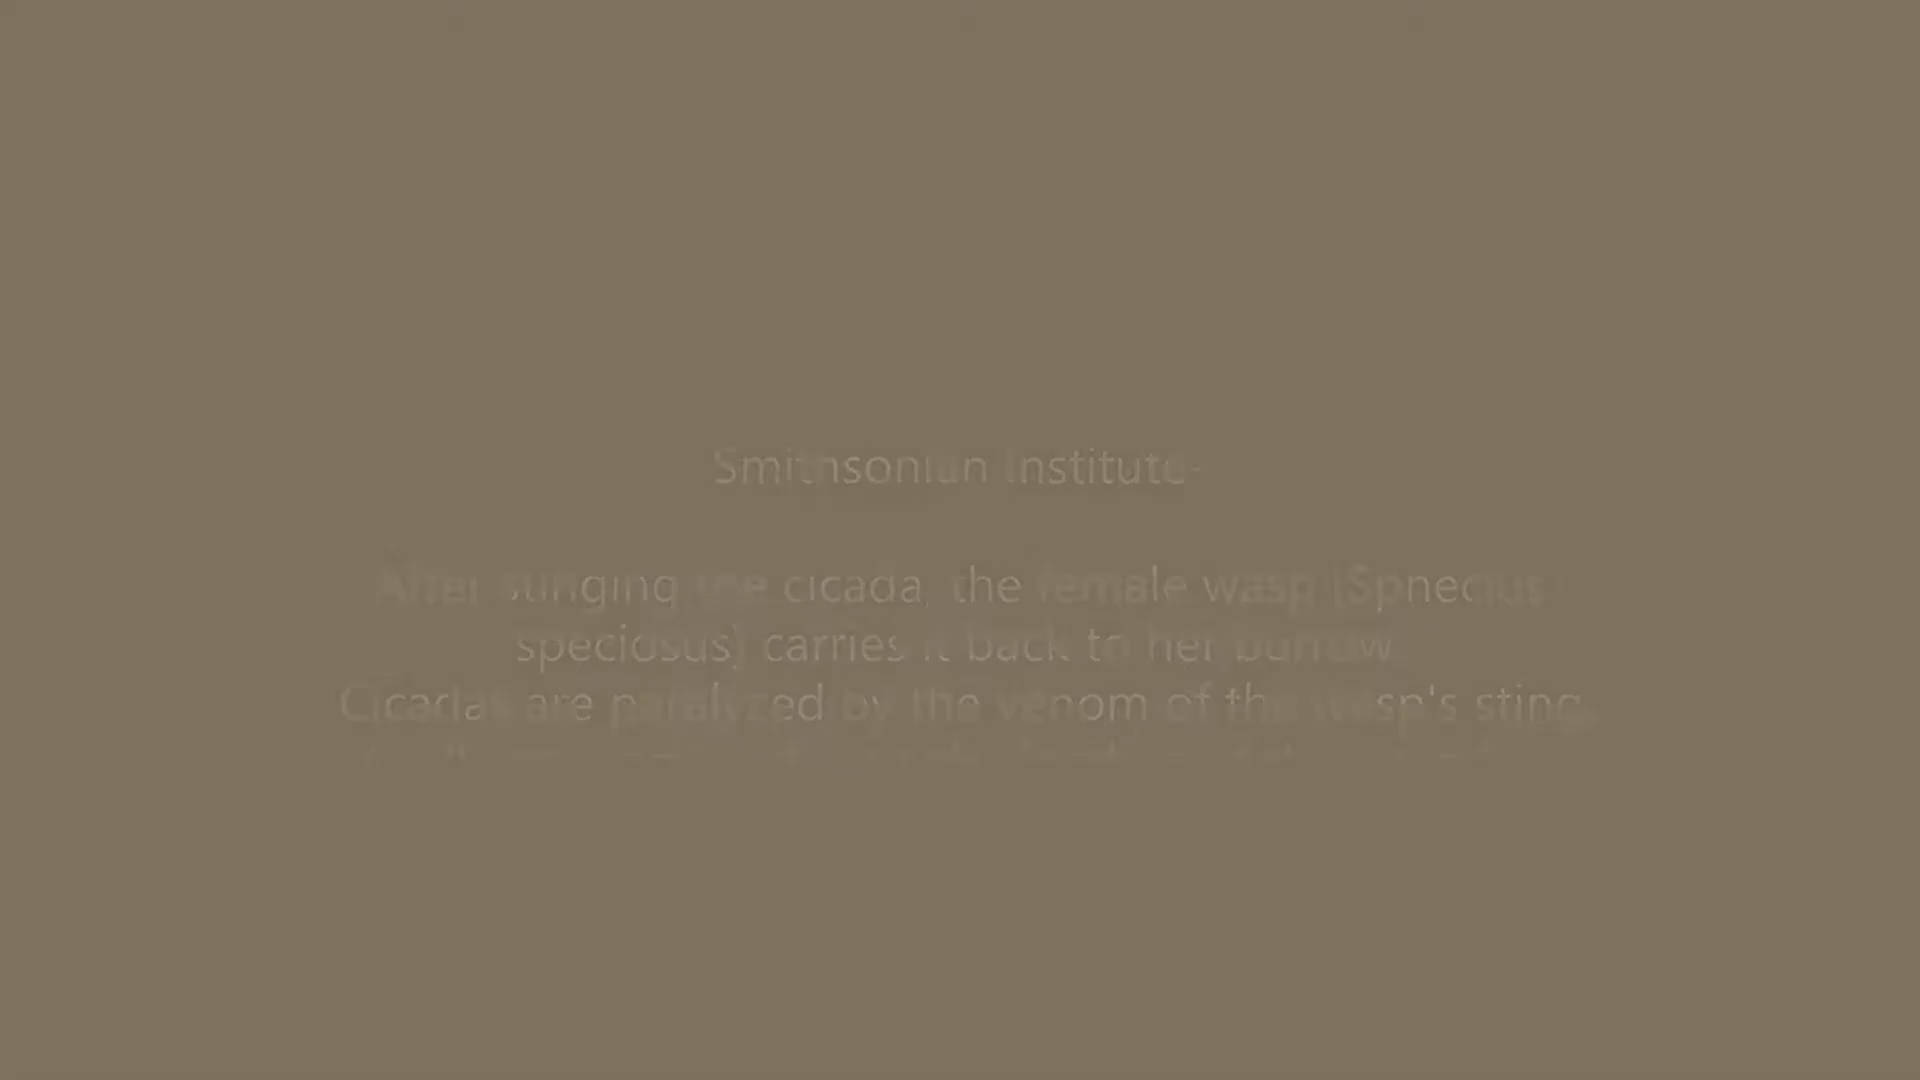 Smithsonian Institute-
After stinging the cicada, the female wasp (Sphecius
speciosus) carries it back to her burrow.
Cicadas are paralyzed by the venom of the wasp's sting.